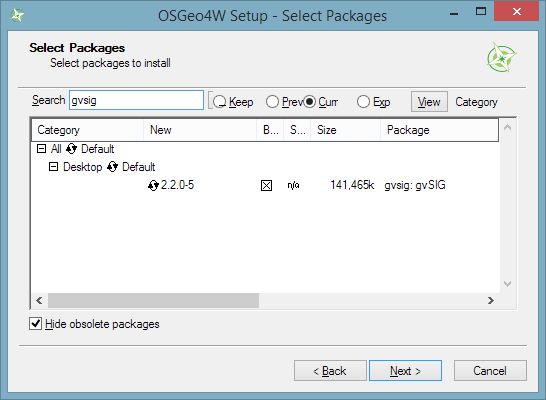 OSGeo4W Setup - Select Packages
Select Packages
Select packages to install
Search gvsig Keep Prev Curr Exp View Category
Category New B... S... Size Package
All Default
Desktop Default
2.2.0-5 n/a 141,465k gvsig: gvSIG
Hide obsolete packages
< Back Next > Cancel